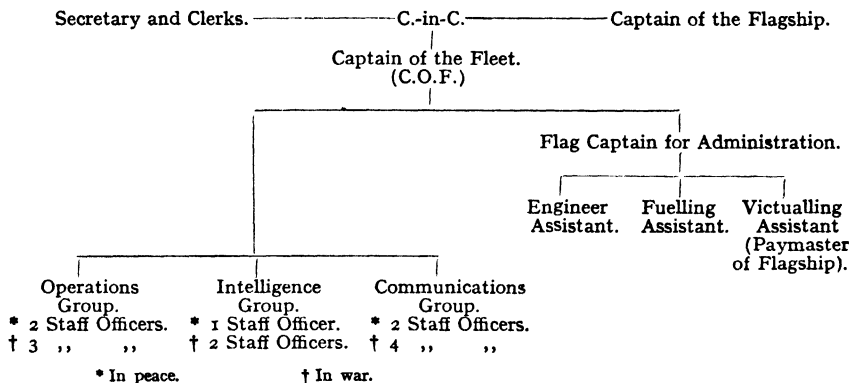 Secretary and Clerks. C.-in-C. Captain of the Flagship.
Captain of the Fleet.
(C.O.F.)
Flag Captain for Administration.
Engineer Assistant.
Fuelling Assistant.
Victualling Assistant
(Paymaster
of Flagship).
Operations
Group.
* 2 Staff Officers.
† 3 ,, ,,
Intelligence
Group.
* 1 Staff Officer.
† 2 Staff Officers.
Communications
Group.
* 2 Staff Officers.
† 4 ,, ,,
* In peace. † In war.